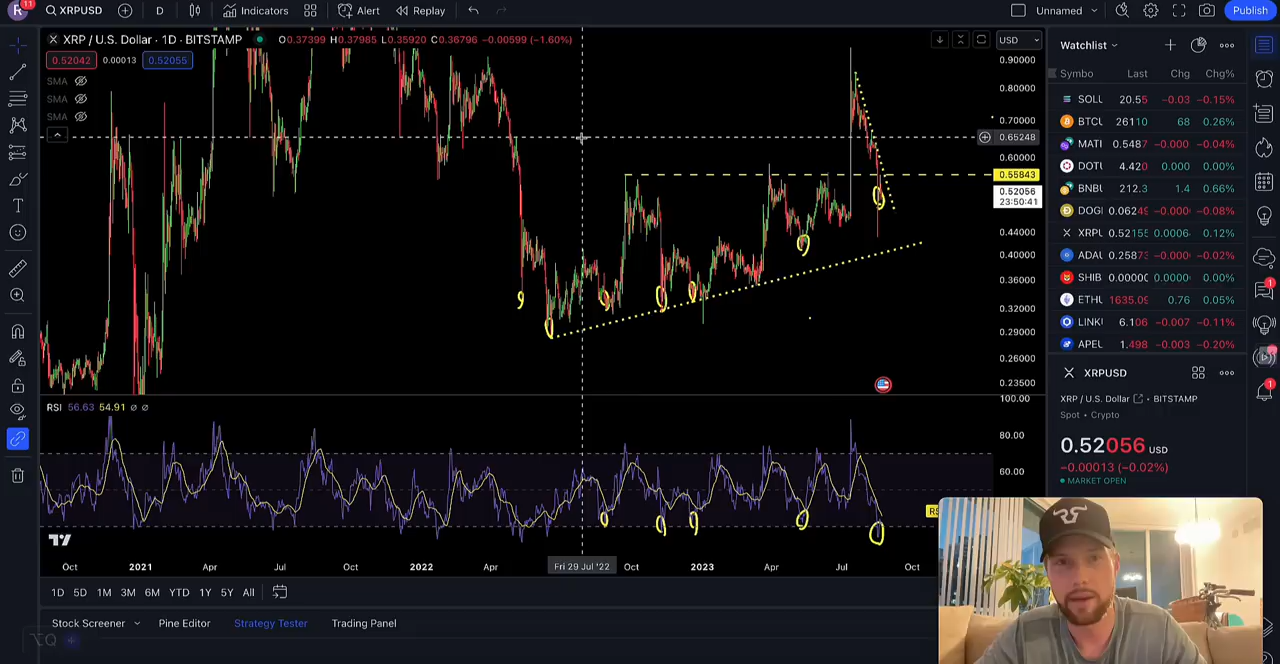 R 11 XRPUSD D Indicators Alert Replay Unnamed Publish
XRP / U.S. Dollar · 1D · BITSTAMP O0.37399 H0.37985 L0.35920 C0.36796 −0.00599 (−1.60%) USD
0.52042 0.00013 0.52055
SMA
SMA
SMA
0.90000
0.80000
0.70000
0.65248
0.60000
0.55843
0.52056
23:50:41
0.44000
0.40000
0.36000
0.32000
0.29000
0.26000
0.23500
RSI 56.63 54.91 ø ø
100.00
80.00
60.00
RS
Oct 2021 Apr Jul Oct 2022 Apr Fri 29 Jul '22 Oct 2023 Apr Jul Oct
1D 5D 1M 3M 6M YTD 1Y 5Y All
Stock Screener Pine Editor Strategy Tester Trading Panel
Watchlist
Symbo Last Chg Chg%
SOLU 20.55 −0.03 −0.15%
BTCU 26110 68 0.26%
MATI 0.5487 −0.000 −0.04%
DOTU 4.420 0.000 0.00%
BNBU 212.3 1.4 0.66%
DOGI 0.06249 −0.000 −0.08%
XRPU 0.52155 0.0006 0.12%
ADAU 0.25873 −0.000 −0.02%
SHIB 0.00000 0.0000 0.00%
ETHU 1635.09 0.76 0.05%
LINKU 6.106 −0.007 −0.11%
APEU 1.498 −0.003 −0.20%
XRPUSD
XRP / U.S. Dollar · BITSTAMP
Spot • Crypto
0.52056 USD
−0.00013 (−0.02%)
MARKET OPEN
1
1